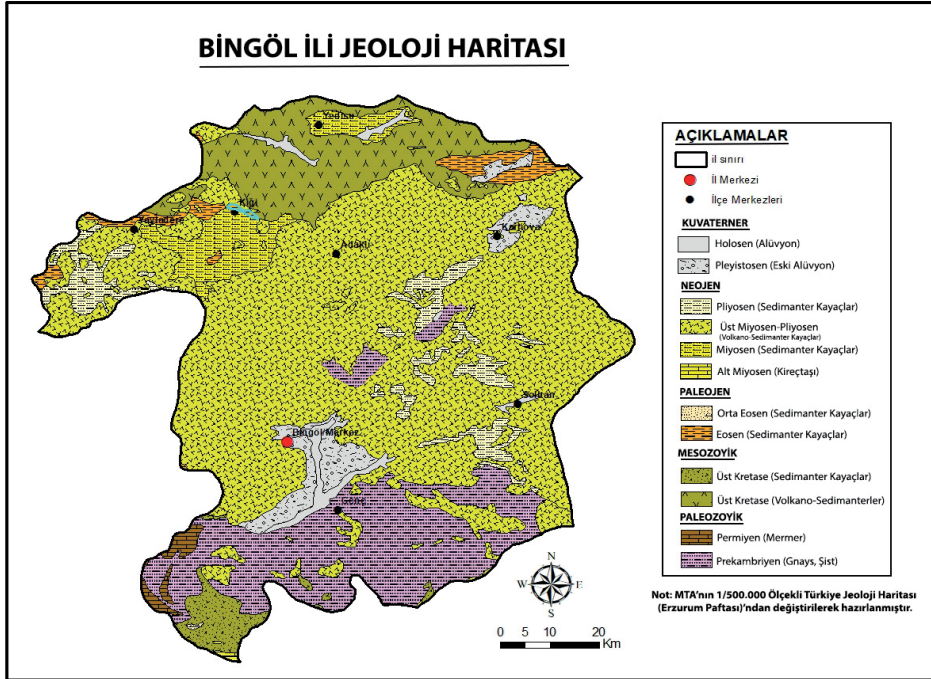 BİNGÖL İLİ JEOLOJİ HARİTASI
Yedisu
Kiğı
Yayladere
Karlıova
Adaklı
Solhan
Bingöl Merkez
Genç
N
W E
S
0 5 10 20
Km
AÇIKLAMALAR
il sınırı
İl Merkezi
İlçe Merkezleri
KUVATERNER
Holosen (Alüvyon)
Pleyistosen (Eski Alüvyon)
NEOJEN
Pliyosen (Sedimanter Kayaçlar)
Üst Miyosen-Pliyosen
(Volkano-Sedimanter Kayaçlar)
Miyosen (Sedimanter Kayaçlar)
Alt Miyosen (Kireçtaşı)
PALEOJEN
Orta Eosen (Sedimanter Kayaçlar)
Eosen (Sedimanter Kayaçlar)
MESOZOYİK
Üst Kretase (Sedimanter Kayaçlar)
Üst Kretase (Volkano-Sedimanterler)
PALEOZOYİK
Permiyen (Mermer)
Prekambriyen (Gnays, Şist)
Not: MTA'nın 1/500.000 Ölçekli Türkiye Jeoloji Haritası
(Erzurum Paftası)'ndan değiştirilerek hazırlanmıştır.